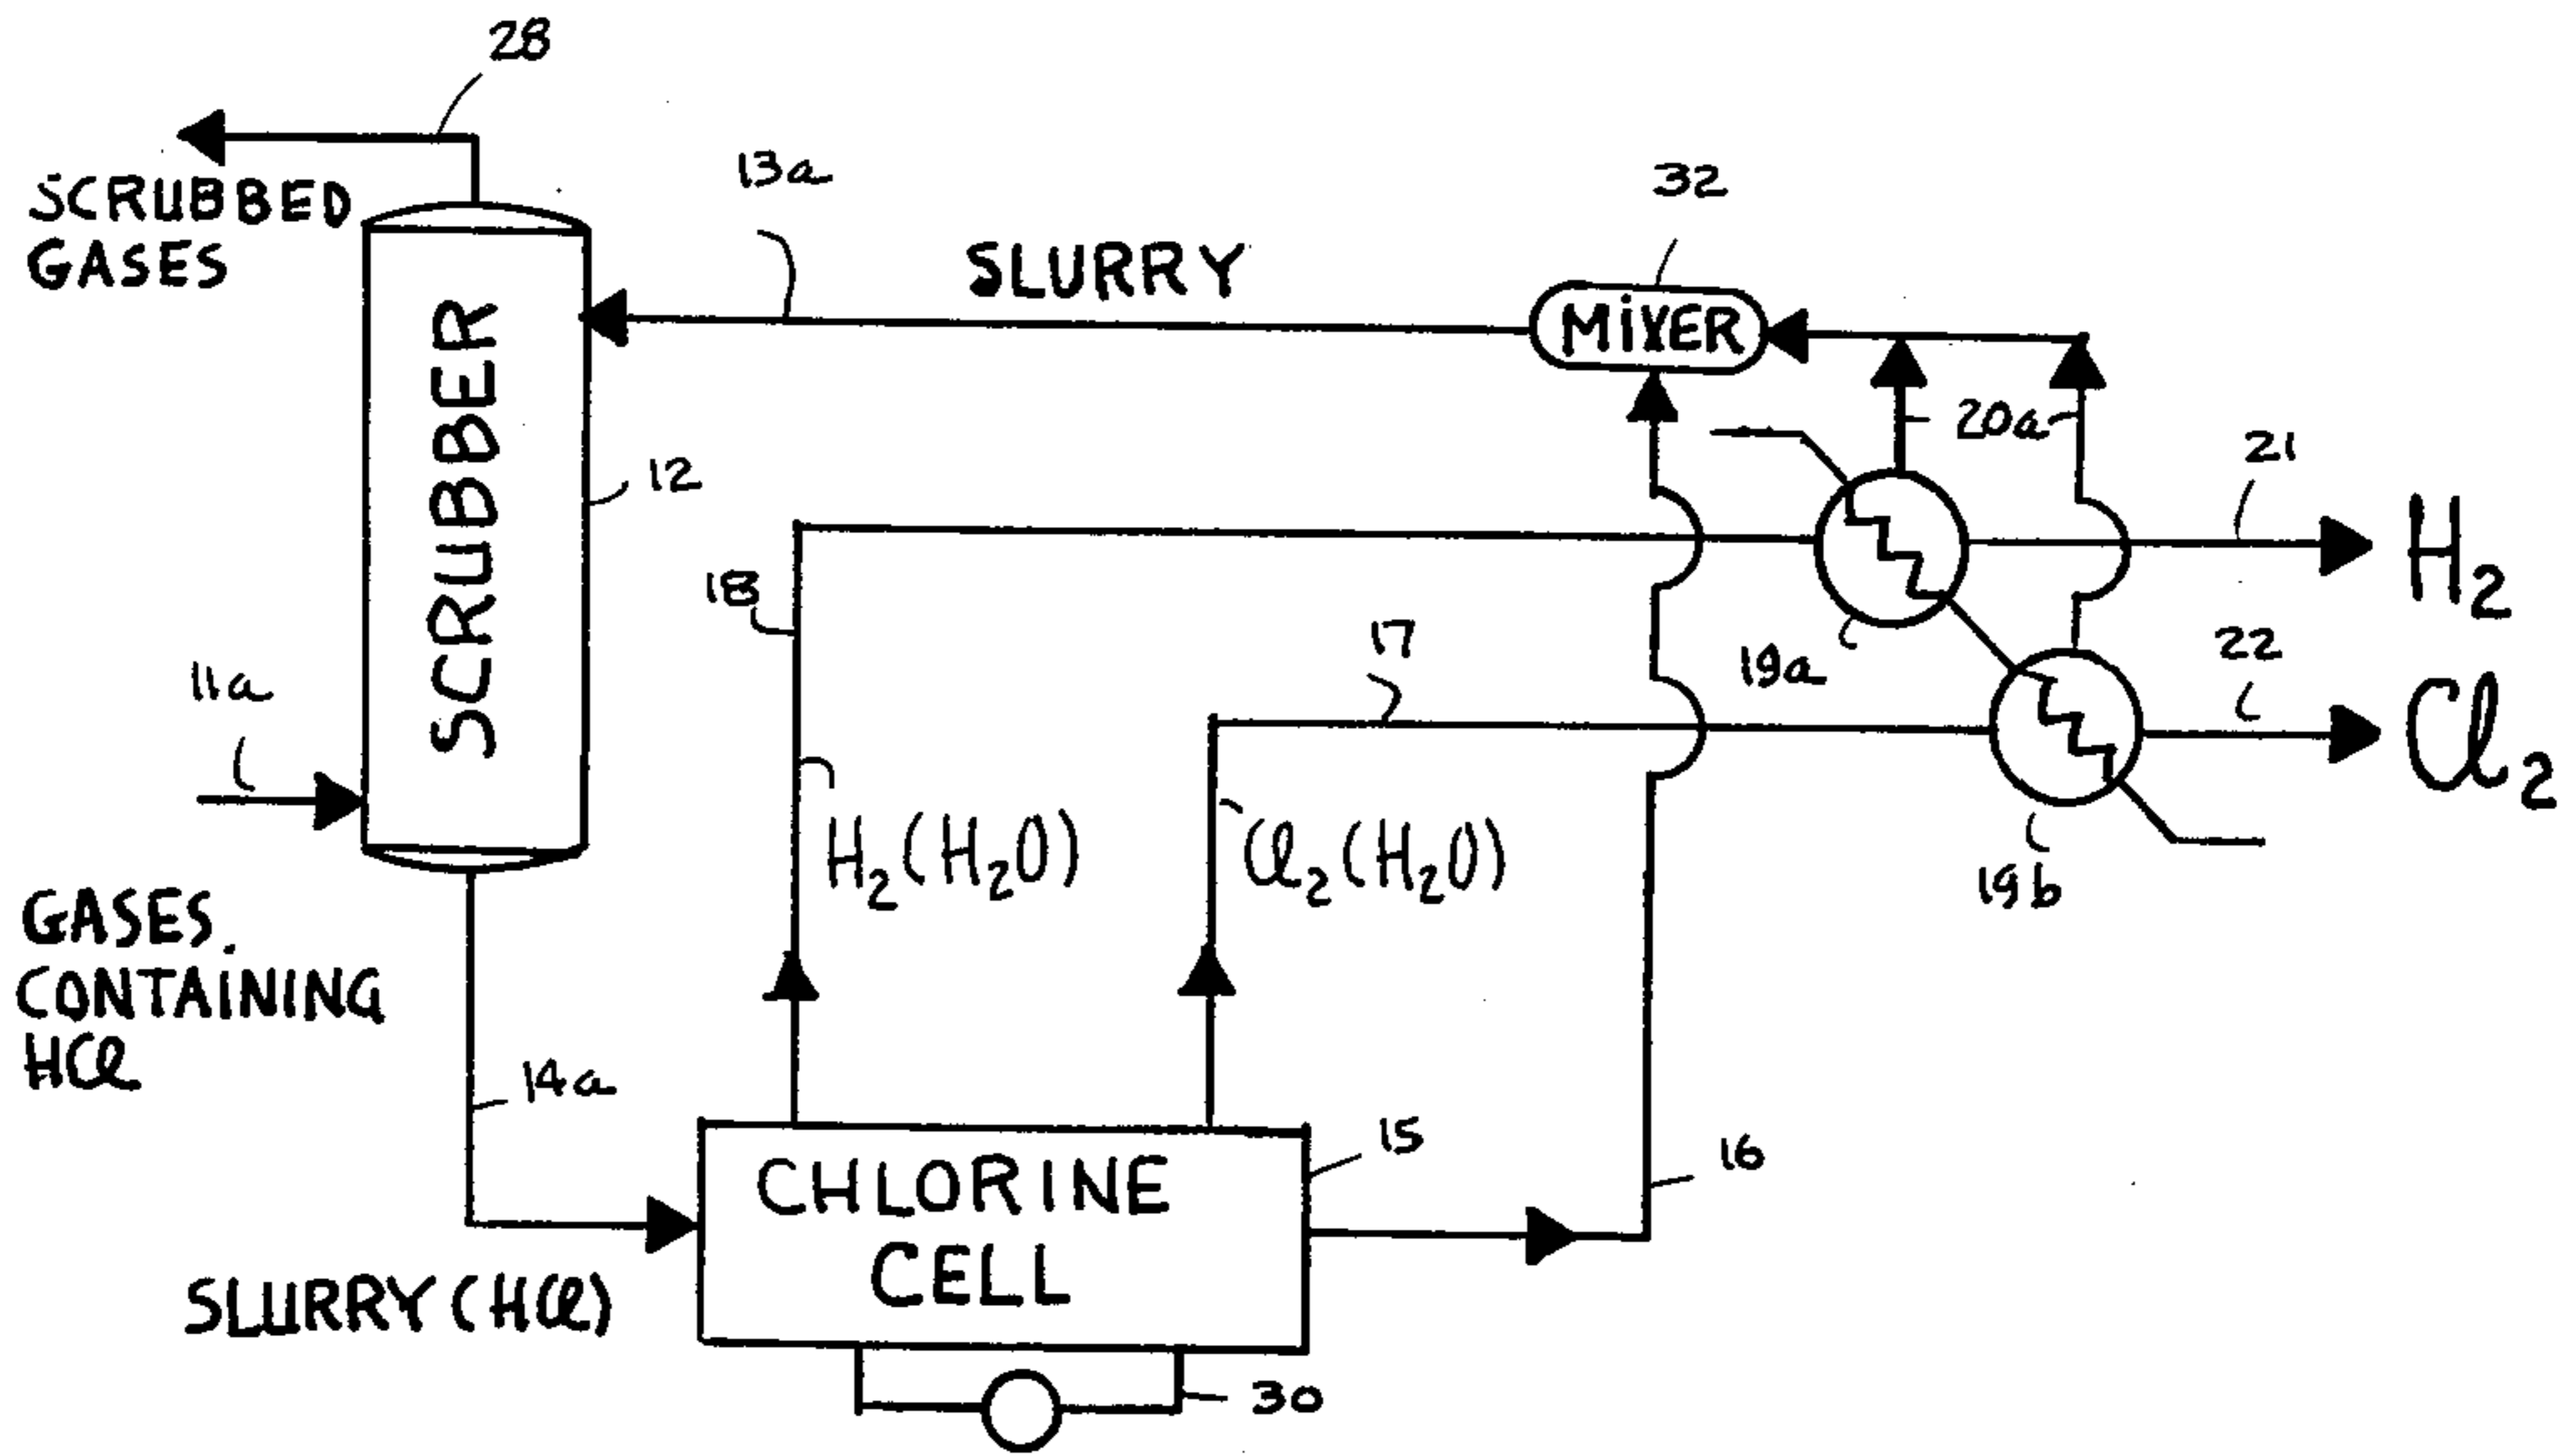 28
SCRUBBED
GASES
13a
32
SLURRY
MIXER
SCRUBBER
12
20a
21
H2
18
17
19a
22
Cl2
11a
19b
H2(H2O)
Cl2(H2O)
GASES
CONTAINING
HCl
14a
15
16
CHLORINE
CELL
SLURRY(HCl)
30